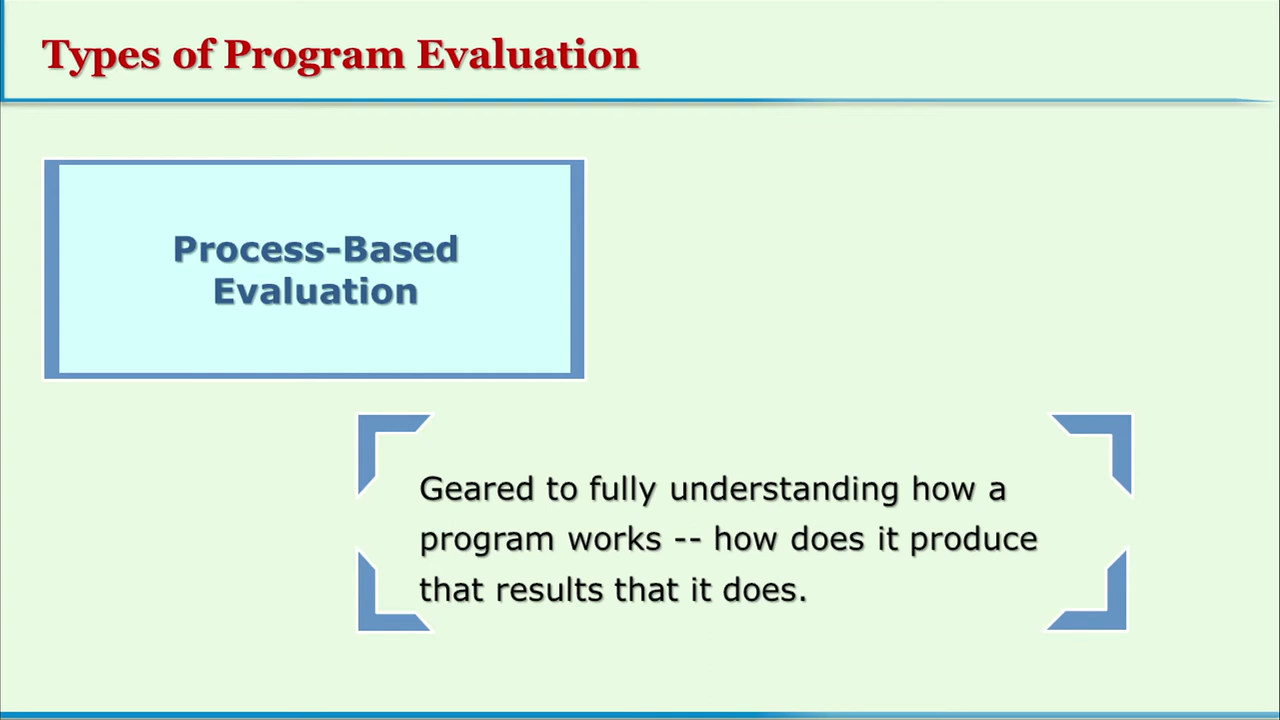 Types of Program Evaluation
Process-Based
Evaluation
Geared to fully understanding how a
program works -- how does it produce
that results that it does.